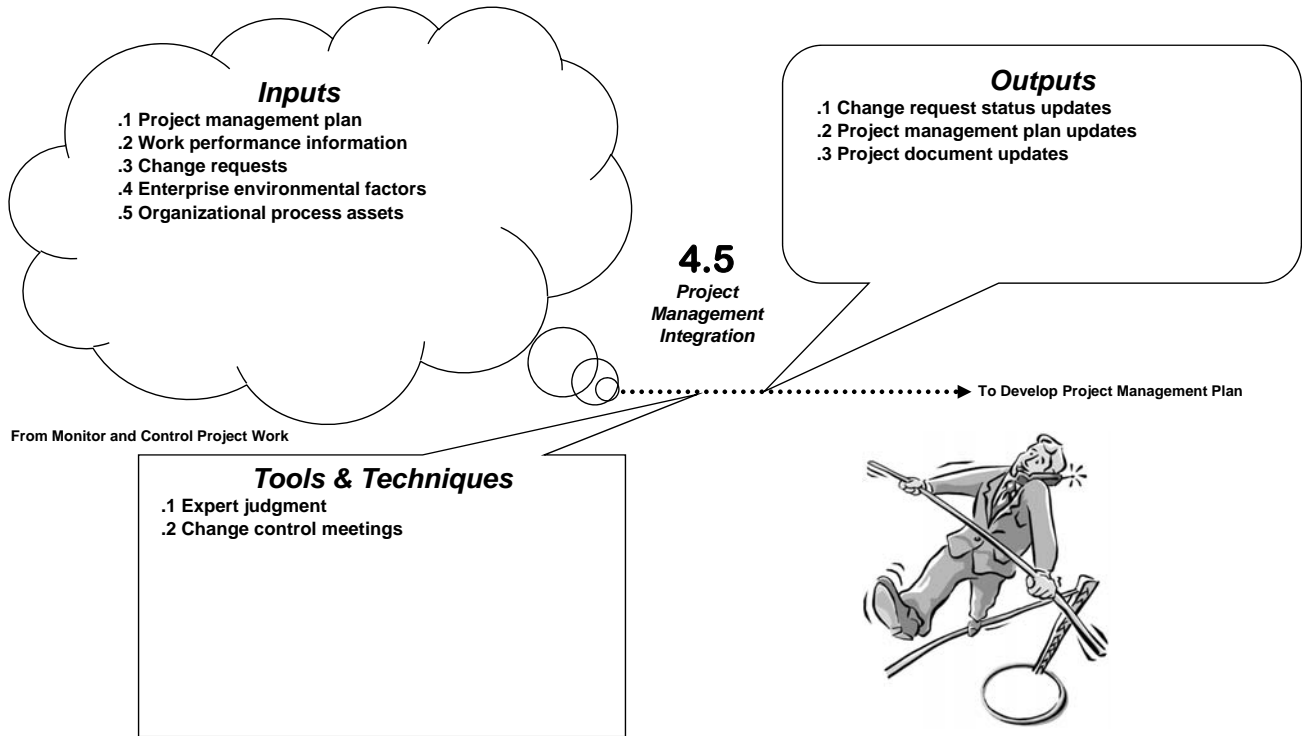 Inputs
.1 Project management plan
.2 Work performance information
.3 Change requests
.4 Enterprise environmental factors
.5 Organizational process assets
Outputs
.1 Change request status updates
.2 Project management plan updates
.3 Project document updates
4.5
Project
Management
Integration
To Develop Project Management Plan
From Monitor and Control Project Work
Tools & Techniques
.1 Expert judgment
.2 Change control meetings